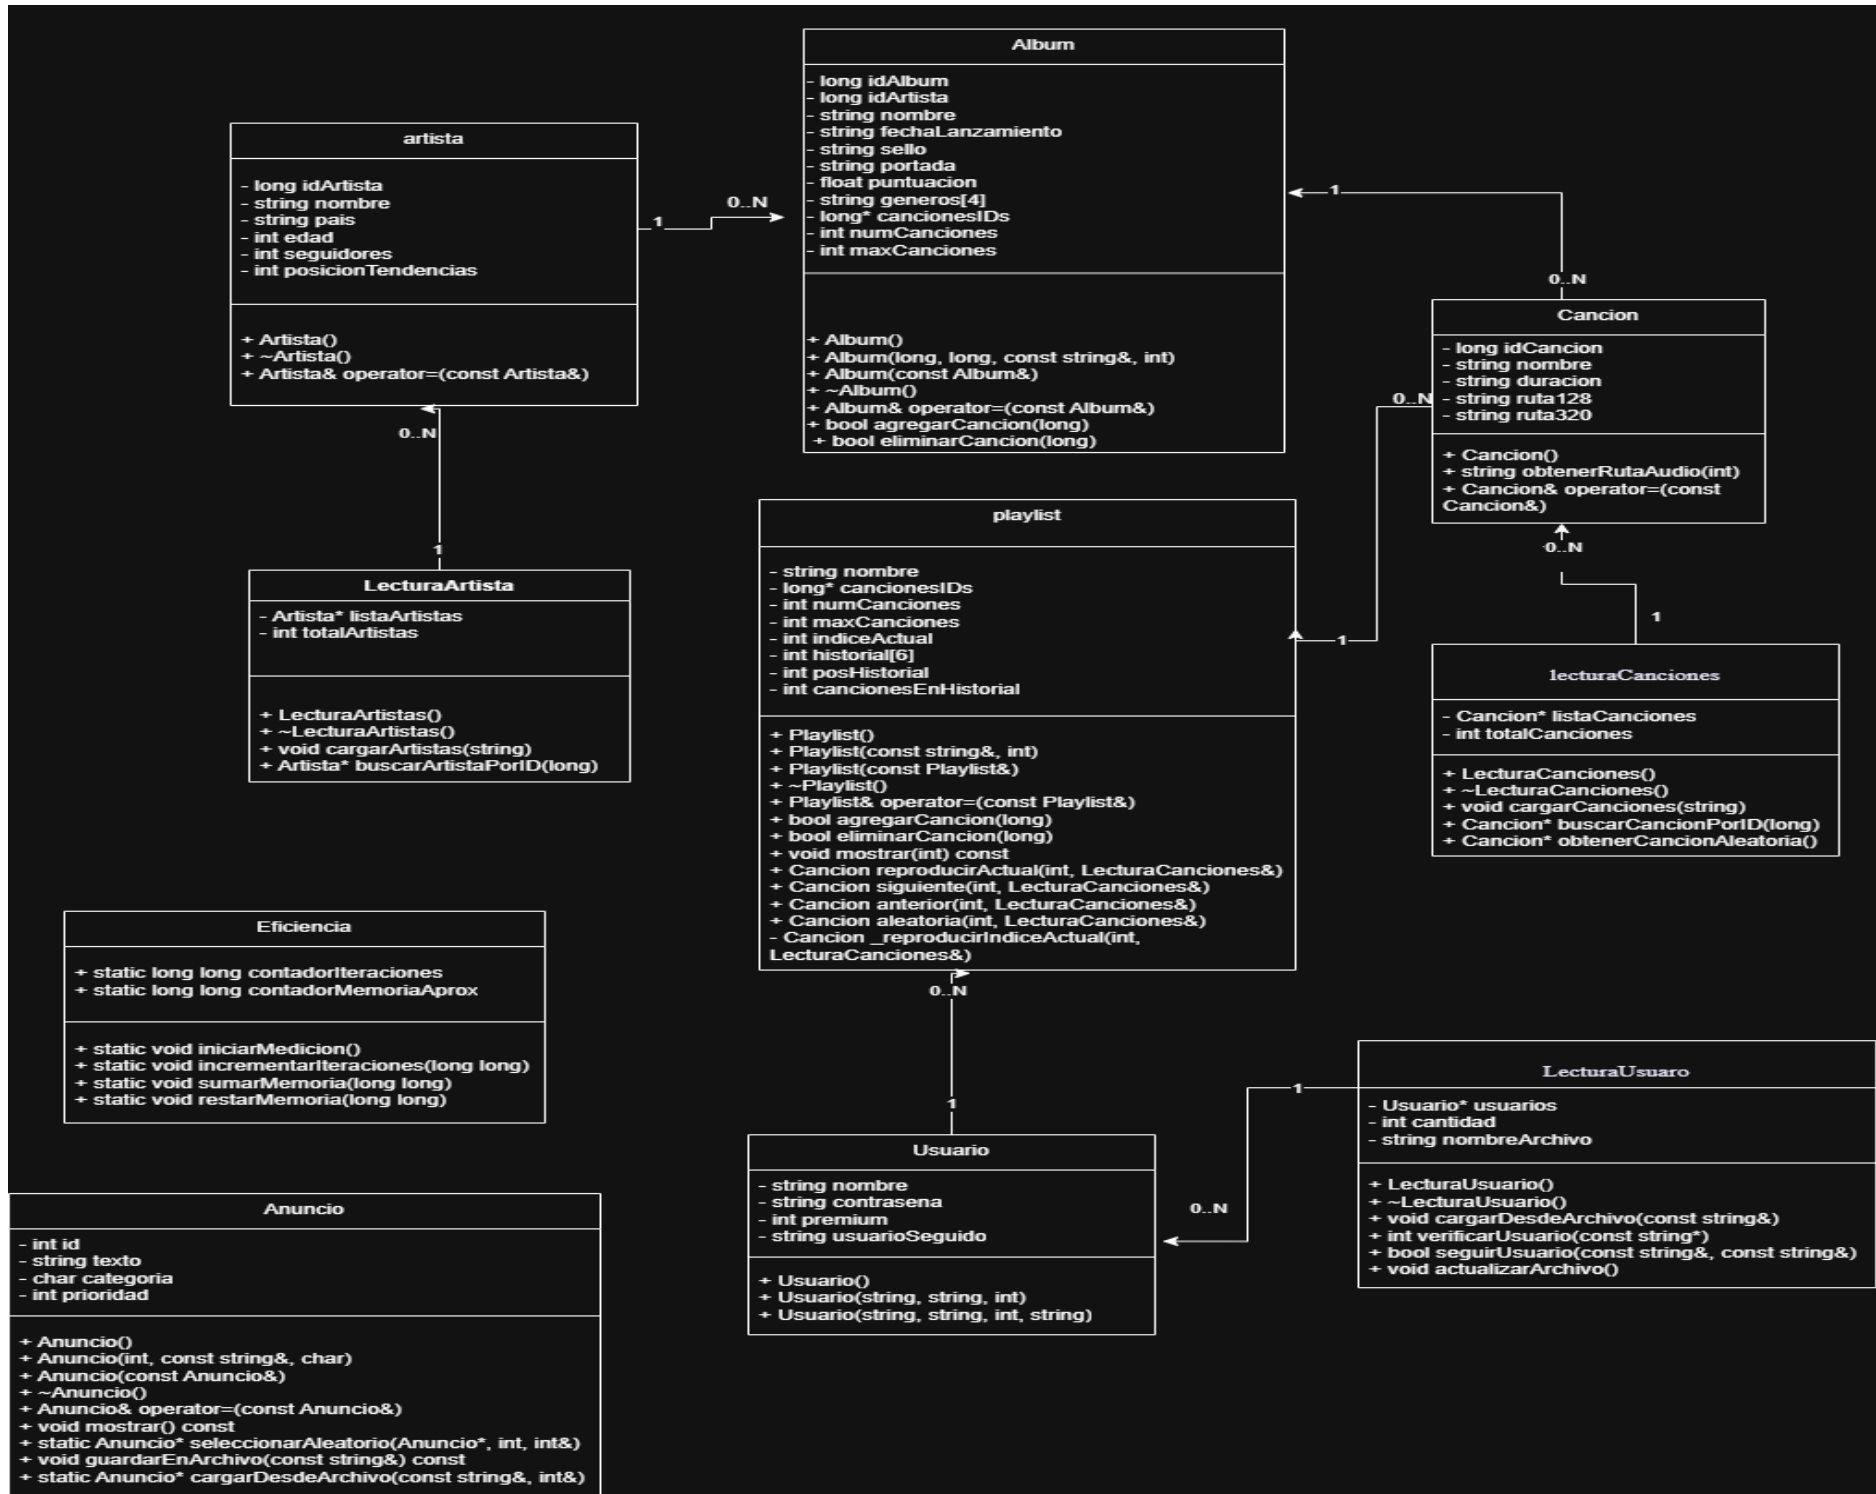 Album
- long idAlbum
- long idArtista
- string nombre
- string fechaLanzamiento
- string sello
- string portada
- float puntuacion
- string generos[4]
- long* cancionesIDs
- int numCanciones
- int maxCanciones
+ Album()
+ Album(long, long, const string&, int)
+ Album(const Album&)
+ ~Album()
+ Album& operator=(const Album&)
+ bool agregarCancion(long)
+ bool eliminarCancion(long)
artista
- long idArtista
- string nombre
- string pais
- int edad
- int seguidores
- int posicionTendencias
+ Artista()
+ ~Artista()
+ Artista& operator=(const Artista&)
1
0..N
1
0..N
Cancion
- long idCancion
- string nombre
- string duracion
- string ruta128
- string ruta320
+ Cancion()
+ string obtenerRutaAudio(int)
+ Cancion& operator=(const
Cancion&)
0..N
1
0..N
1
0..N
1
LecturaArtista
- Artista* listaArtistas
- int totalArtistas
+ LecturaArtistas()
+ ~LecturaArtistas()
+ void cargarArtistas(string)
+ Artista* buscarArtistaPorID(long)
playlist
- string nombre
- long* cancionesIDs
- int numCanciones
- int maxCanciones
- int indiceActual
- int historial[6]
- int posHistorial
- int cancionesEnHistorial
+ Playlist()
+ Playlist(const string&, int)
+ Playlist(const Playlist&)
+ ~Playlist()
+ Playlist& operator=(const Playlist&)
+ bool agregarCancion(long)
+ bool eliminarCancion(long)
+ void mostrar(int) const
+ Cancion reproducirActual(int, LecturaCanciones&)
+ Cancion siguiente(int, LecturaCanciones&)
+ Cancion anterior(int, LecturaCanciones&)
+ Cancion aleatoria(int, LecturaCanciones&)
- Cancion _reproducirIndiceActual(int,
LecturaCanciones&)
lecturaCanciones
- Cancion* listaCanciones
- int totalCanciones
+ LecturaCanciones()
+ ~LecturaCanciones()
+ void cargarCanciones(string)
+ Cancion* buscarCancionPorID(long)
+ Cancion* obtenerCancionAleatoria()
Eficiencia
+ static long long contadorIteraciones
+ static long long contadorMemoriaAprox
+ static void iniciarMedicion()
+ static void incrementarIteraciones(long long)
+ static void sumarMemoria(long long)
+ static void restarMemoria(long long)
0..N
1
Usuario
- string nombre
- string contrasena
- int premium
- string usuarioSeguido
+ Usuario()
+ Usuario(string, string, int)
+ Usuario(string, string, int, string)
1
0..N
LecturaUsuaro
- Usuario* usuarios
- int cantidad
- string nombreArchivo
+ LecturaUsuario()
+ ~LecturaUsuario()
+ void cargarDesdeArchivo(const string&)
+ int verificarUsuario(const string*)
+ bool seguirUsuario(const string&, const string&)
+ void actualizarArchivo()
Anuncio
- int id
- string texto
- char categoria
- int prioridad
+ Anuncio()
+ Anuncio(int, const string&, char)
+ Anuncio(const Anuncio&)
+ ~Anuncio()
+ Anuncio& operator=(const Anuncio&)
+ void mostrar() const
+ static Anuncio* seleccionarAleatorio(Anuncio*, int, int&)
+ void guardarEnArchivo(const string&) const
+ static Anuncio* cargarDesdeArchivo(const string&, int&)